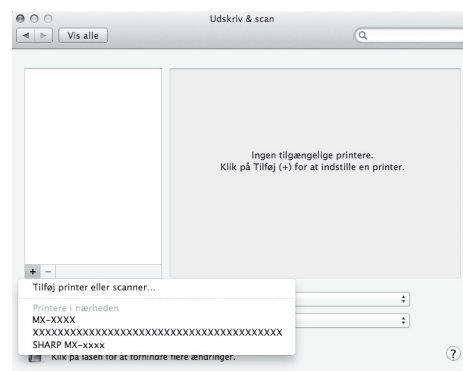 Udskriv & scan
Vis alle
Ingen tilgængelige printere.
Klik på Tilføj (+) for at indstille en printer.
+ −
Tilføj printer eller scanner...
Printere i nærheden
MX-XXXX
XXXXXXXXXXXXXXXXXXXXXXXXXXXXXXXXXXXXXXXX
SHARP MX-xxxx
Klik på låsen for at forhindre flere ændringer.
?